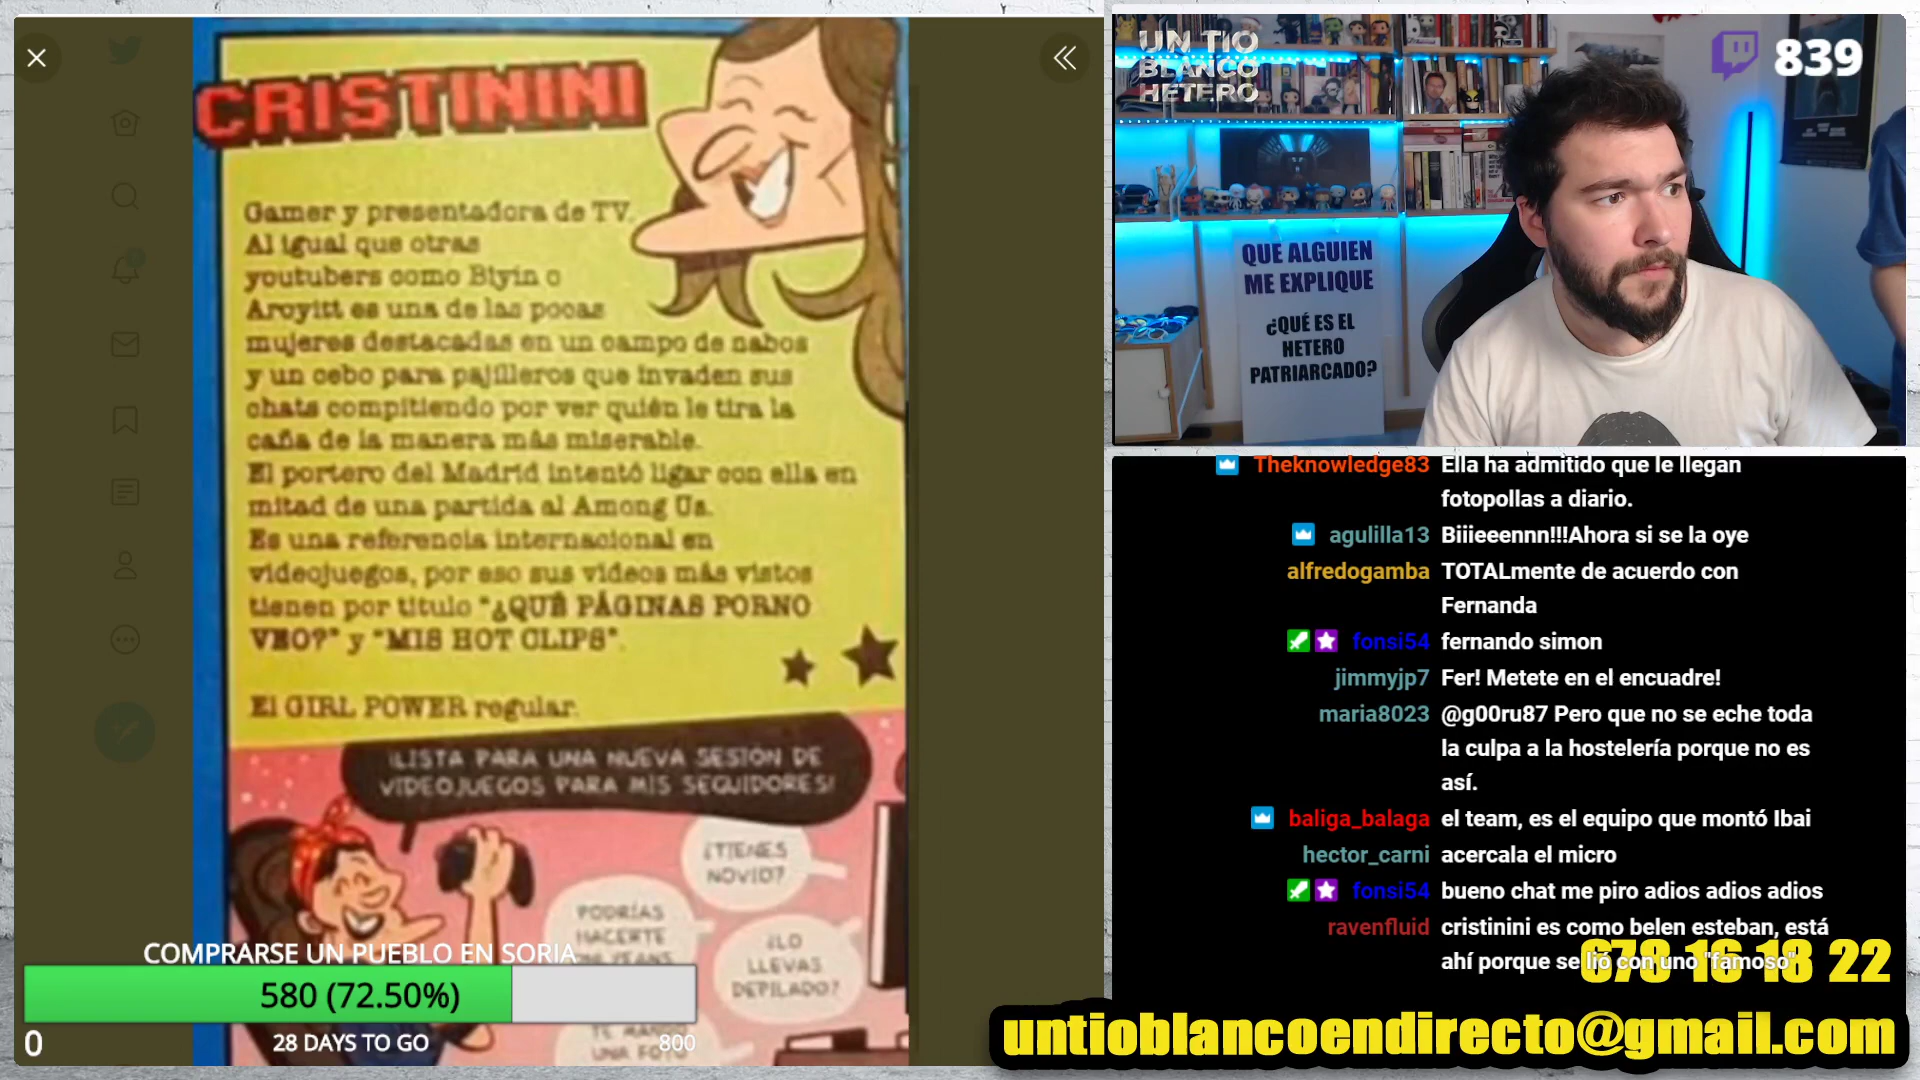 CRISTININI
Gamer y presentadora de TV.
Al igual que otras
youtubers como Biyin o
Aroyitt es una de las pocas
mujeres destacadas en un campo de nabos
y un cebo para pajilleros que invaden sus
chats compitiendo por ver quién le tira la
caña de la manera más miserable.
El portero del Madrid intentó ligar con ella en
mitad de una partida al Among Us.
Es una referencia internacional en
videojuegos, por eso sus vídeos más vistos
tienen por título "¿QUÉ PÁGINAS PORNO
VEO?" y "MIS HOT CLIPS".
El GIRL POWER regular.
¡LISTA PARA UNA NUEVA SESIÓN DE
VIDEOJUEGOS PARA MIS SEGUIDORES!
¿TIENES
NOVIO?
PODRÍAS
HACERTE
¿LO
LLEVAS
DEPILADO?
TE MANDO
UNA FOTO
COMPRARSE UN PUEBLO EN SORIA
580 (72.50%)
0
28 DAYS TO GO
800
UN TIO
BLANCO
HETERO
839
QUE ALGUIEN
ME EXPLIQUE
¿QUÉ ES EL
HETERO
PATRIARCADO?
Theknowledge83 Ella ha admitido que le llegan
fotopollas a diario.
agulilla13 Biiieeennn!!!Ahora si se la oye
alfredogamba TOTALmente de acuerdo con
Fernanda
fonsi54 fernando simon
jimmyjp7 Fer! Metete en el encuadre!
maria8023 @g00ru87 Pero que no se eche toda
la culpa a la hostelería porque no es
así.
baliga_balaga el team, es el equipo que montó Ibai
hector_carni acercala el micro
fonsi54 bueno chat me piro adios adios adios
ravenfluid cristinini es como belen esteban, está
ahí porque se lió con uno "famoso"
678 16 18 22
untioblancoendirecto@gmail.com